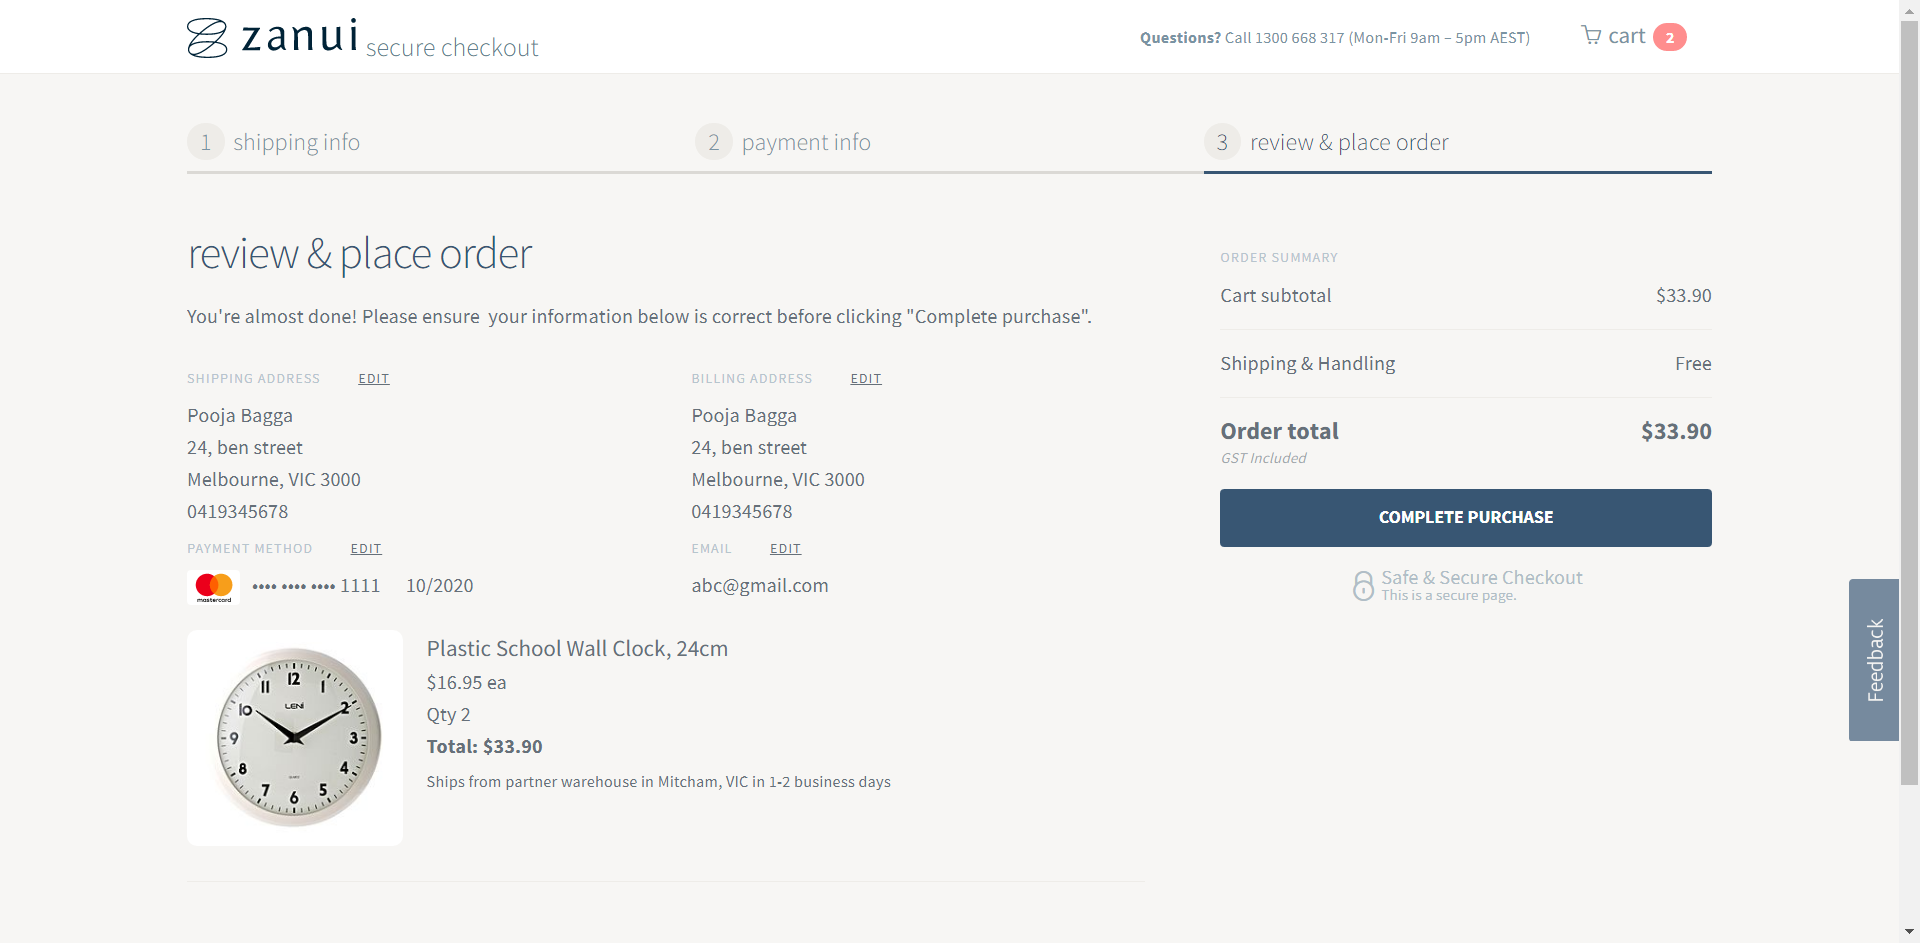 zanui secure checkout
Questions? Call 1300 668 317 (Mon-Fri 9am – 5pm AEST)
cart 2
1 shipping info
2 payment info
3 review & place order
review & place order
You're almost done! Please ensure your information below is correct before clicking "Complete purchase".
SHIPPING ADDRESS EDIT
Pooja Bagga
24, ben street
Melbourne, VIC 3000
0419345678
BILLING ADDRESS EDIT
Pooja Bagga
24, ben street
Melbourne, VIC 3000
0419345678
PAYMENT METHOD EDIT
mastercard •••• •••• •••• 1111 10/2020
EMAIL EDIT
abc@gmail.com
12
11 1
10 LENi 2
9 3
8 4
7 5
6
Plastic School Wall Clock, 24cm
$16.95 ea
Qty 2
Total: $33.90
Ships from partner warehouse in Mitcham, VIC in 1-2 business days
ORDER SUMMARY
Cart subtotal $33.90
Shipping & Handling Free
Order total $33.90
GST Included
COMPLETE PURCHASE
Safe & Secure Checkout
This is a secure page.
Feedback